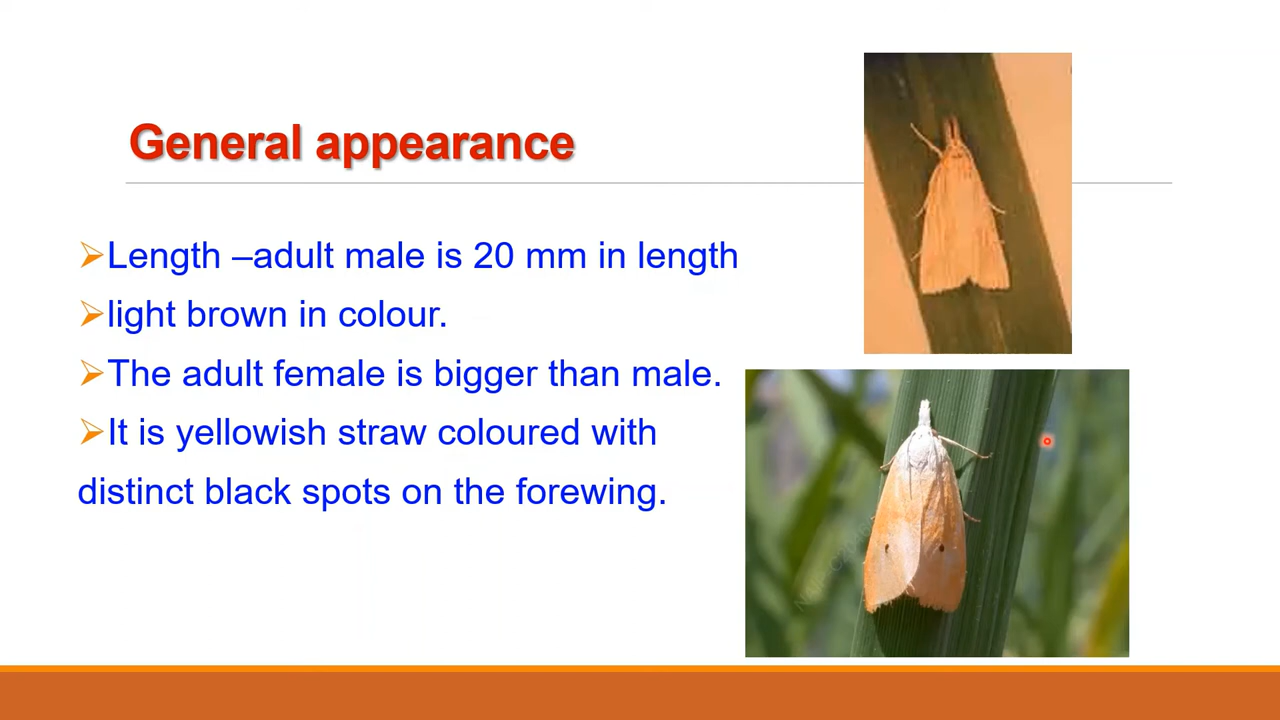 General appearance
➢Length –adult male is 20 mm in length
➢light brown in colour.
➢The adult female is bigger than male.
➢It is yellowish straw coloured with
distinct black spots on the forewing.